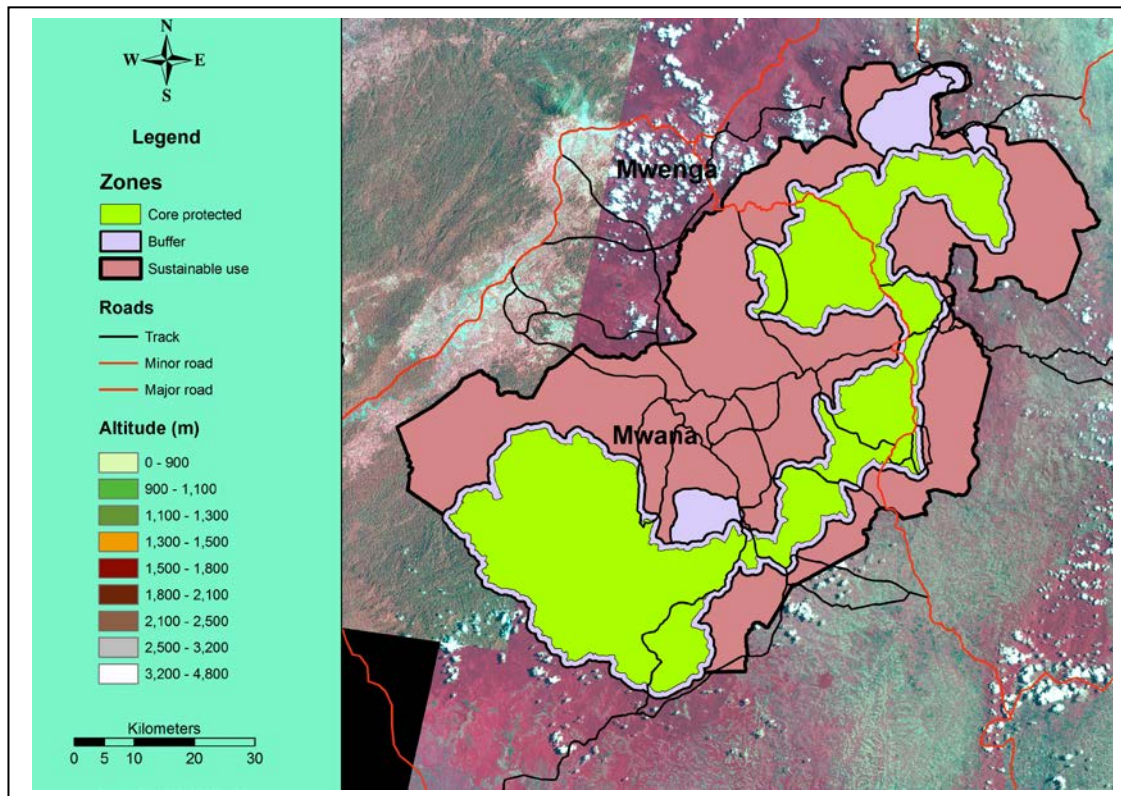 N
W E
S
Legend
Zones
Core protected
Buffer
Sustainable use
Roads
Track
Minor road
Major road
Altitude (m)
0 - 900
900 - 1,100
1,100 - 1,300
1,300 - 1,500
1,500 - 1,800
1,800 - 2,100
2,100 - 2,500
2,500 - 3,200
3,200 - 4,800
Kilometers
0 5 10 20 30
Mwenga
Mwana